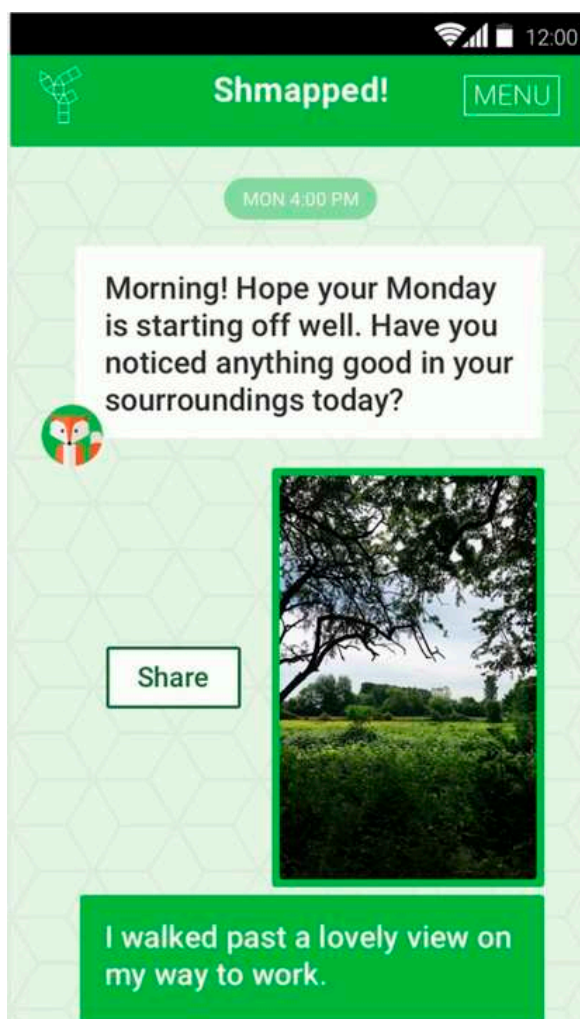 12:00
Shmapped!
MENU
MON 4:00 PM
Morning! Hope your Monday
is starting off well. Have you
noticed anything good in your
sourroundings today?
Share
I walked past a lovely view on
my way to work.